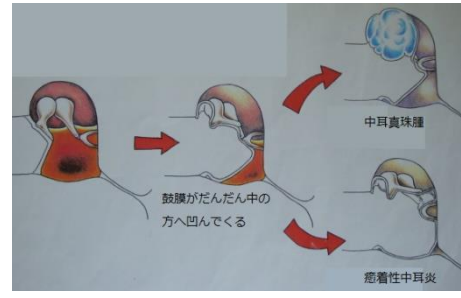 中耳真珠腫
鼓膜がだんだん中の
方へ凹んでくる
癒着性中耳炎